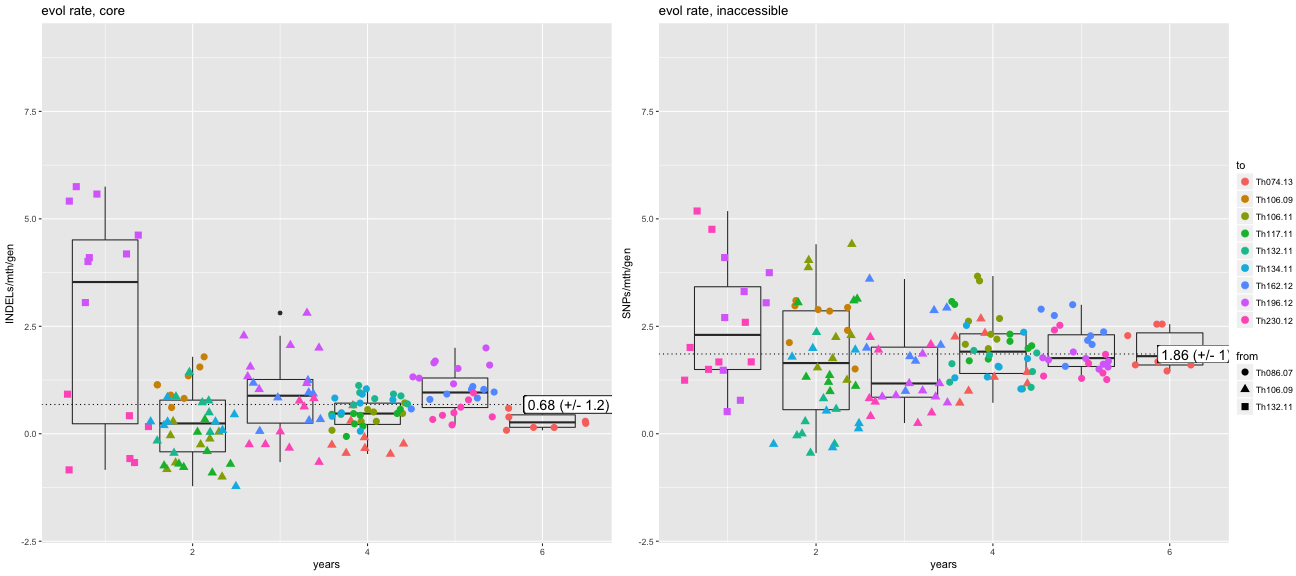 evol rate, core
INDELs/mth/gen
7.5
5.0
2.5
0.0
-2.5
0.68 (+/- 1.2)
2
4
6
years
evol rate, inaccessible
SNPs/mth/gen
7.5
5.0
2.5
0.0
-2.5
1.86 (+/- 1)
2
4
6
years
to
Th074.13
Th106.09
Th106.11
Th117.11
Th132.11
Th134.11
Th162.12
Th196.12
Th230.12
from
Th086.07
Th106.09
Th132.11